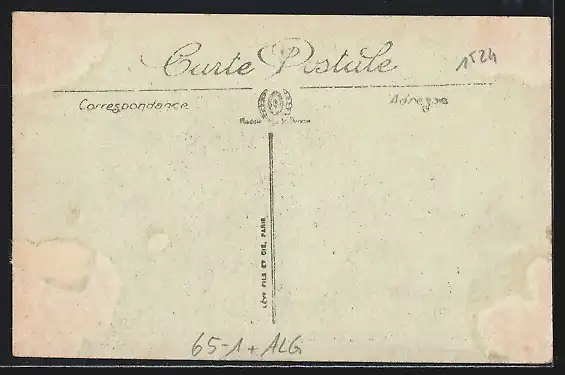 Carte Postale
1524
Correspondance
Adresse
LÉVY FILS ET CIE, PARIS
65-1 + ALG